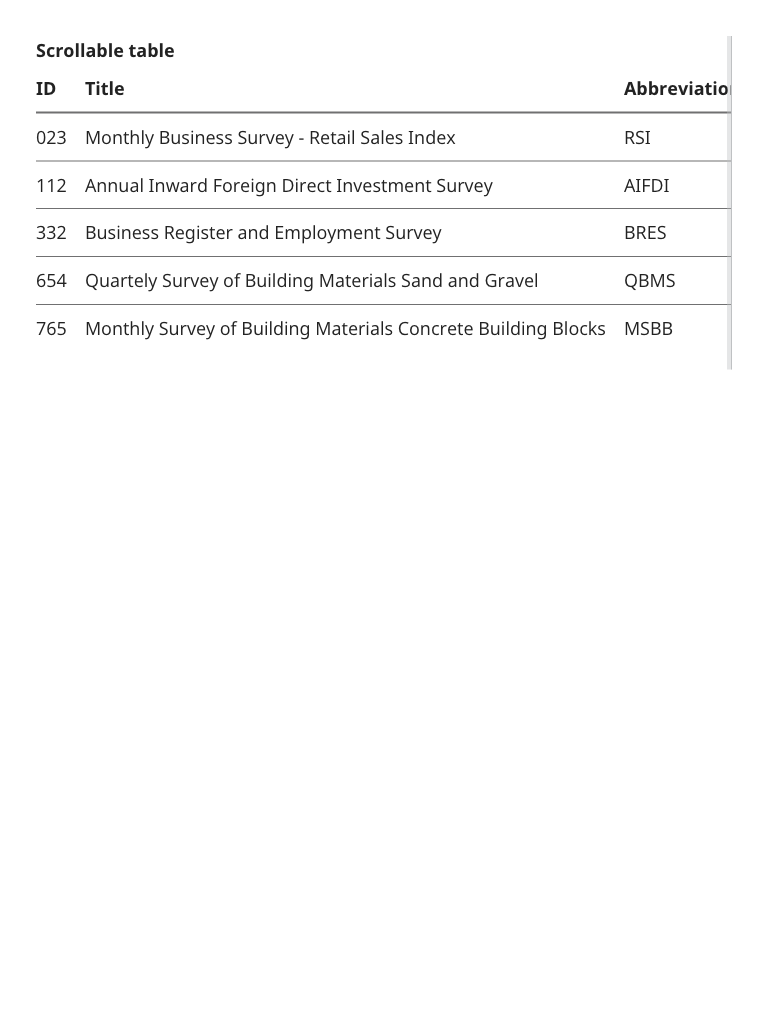 Scrollable table
ID Title Abbreviatio
023 Monthly Business Survey - Retail Sales Index RSI
112 Annual Inward Foreign Direct Investment Survey AIFDI
332 Business Register and Employment Survey BRES
654 Quartely Survey of Building Materials Sand and Gravel QBMS
765 Monthly Survey of Building Materials Concrete Building Blocks MSBB